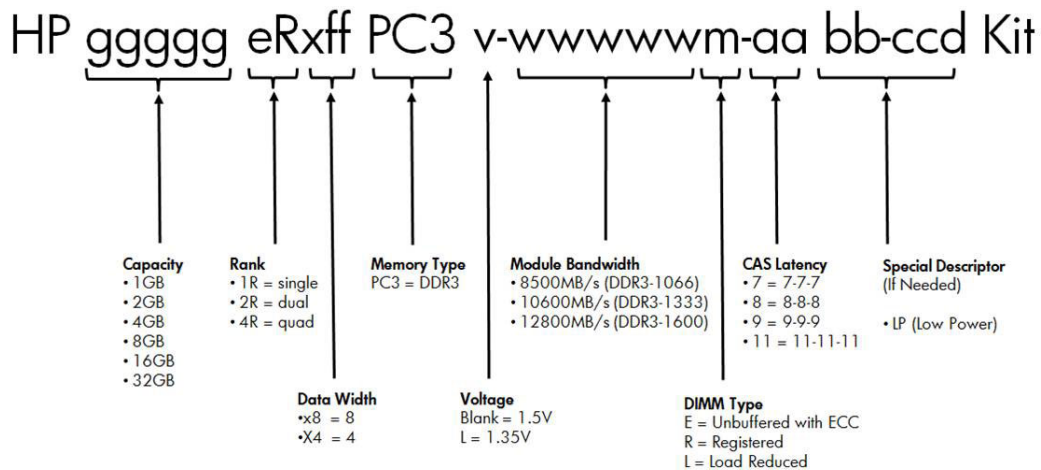 HP ggggg eRxff PC3 v-wwwwwm-aa bb-ccd Kit
Capacity
• 1GB
• 2GB
• 4GB
• 8GB
• 16GB
• 32GB
Rank
• 1R = single
• 2R = dual
• 4R = quad
Memory Type
PC3 = DDR3
Module Bandwidth
• 8500MB/s (DDR3-1066)
• 10600MB/s (DDR3-1333)
• 12800MB/s (DDR3-1600)
CAS Latency
• 7 = 7-7-7
• 8 = 8-8-8
• 9 = 9-9-9
• 11 = 11-11-11
Special Descriptor
(If Needed)
• LP (Low Power)
Data Width
•x8 = 8
•X4 = 4
Voltage
Blank = 1.5V
L = 1.35V
DIMM Type
E = Unbuffered with ECC
R = Registered
L = Load Reduced